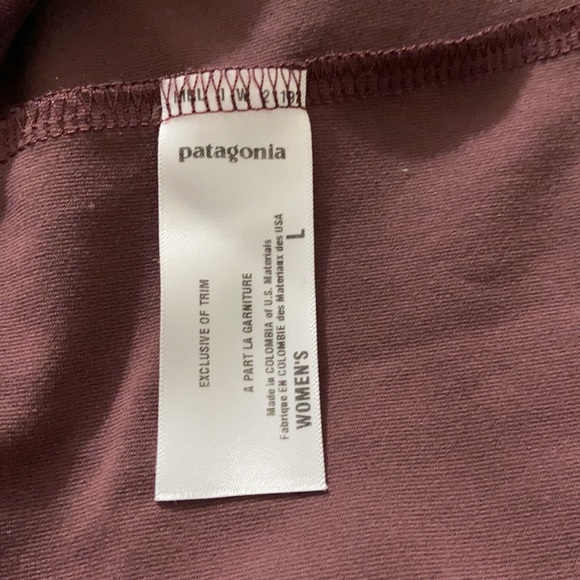 patagonia
EXCLUSIVE OF TRIM
A PART LA GARNITURE
Made in COLOMBIA of U.S. Materials
Fabrique EN COLOMBIE des Materiaux des USA
WOMEN'S L